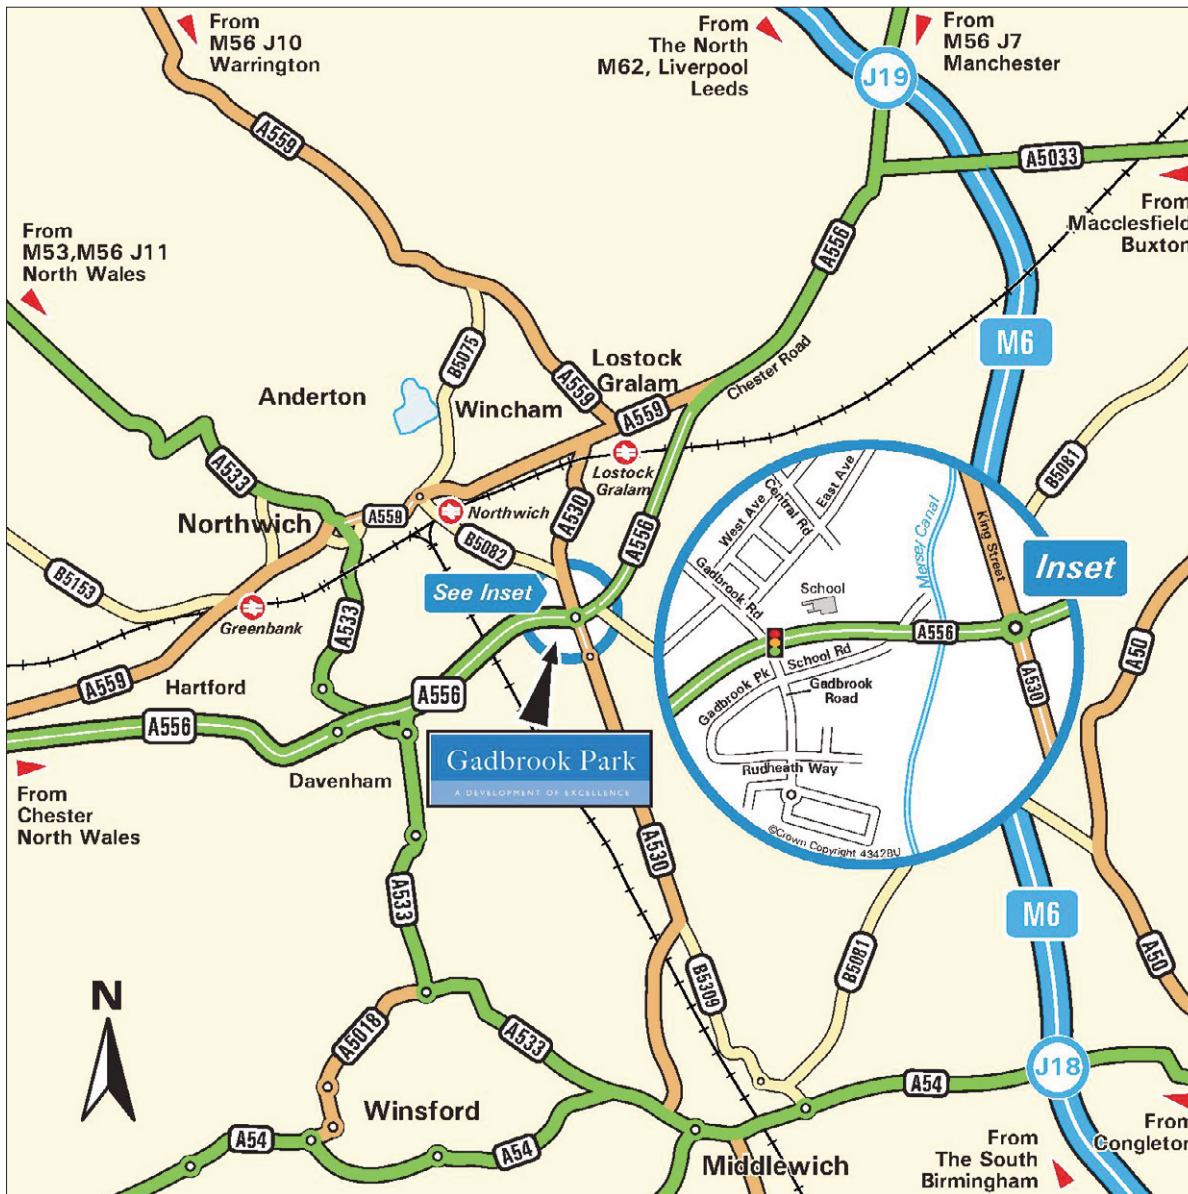 From
M56 J10
Warrington
From
The North
M62, Liverpool
Leeds
From
M56 J7
Manchester
J19
A559
A5033
From
M53,M56 J11
North Wales
A556
From
Macclesfield
Buxton
M6
B5075
Lostock
Gralam
A559
Chester Road
Anderton
Wincham
A559
Lostock
Gralam
A533
Northwich
A559
Northwich
A530
A556
B5082
B5081
B5153
See Inset
Greenbank
A533
Hartford
A559
A556
A556
Davenham
From
Chester
North Wales
Gadbrook Park
A DEVELOPMENT OF EXCELLENCE
East Ave
Central Rd
West Ave
Mersey Canal
King Street
Inset
Gadbrook Rd
School
A556
School Rd
Gadbrook Pk
Gadbrook
Road
A530
A50
Rudheath Way
©Crown Copyright 43428U
A530
A533
M6
B5081
A50
B5309
N
A5018
A533
J18
A54
Winsford
A54
A54
Middlewich
From
The South
Birmingham
From
Congleton